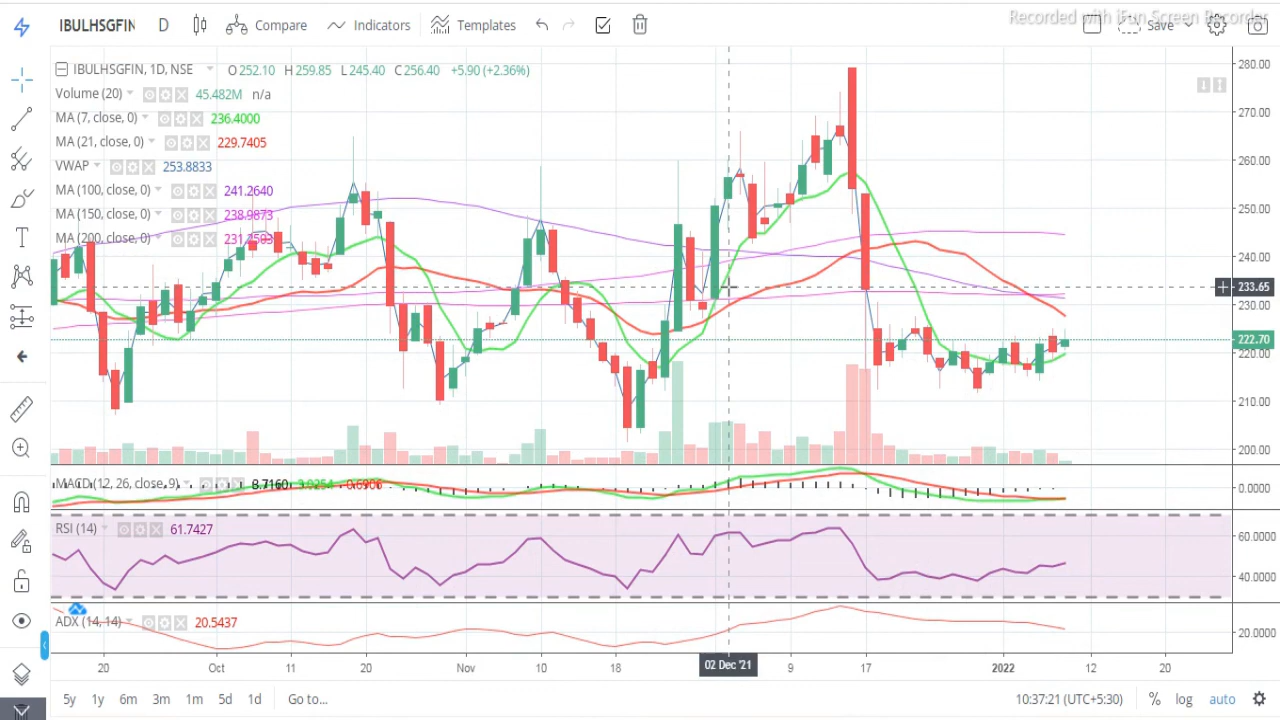 Recorded with iFun Screen Recorder
IBULHSGFIN D Compare Indicators Templates Save
IBULHSGFIN, 1D, NSE O252.10 H259.85 L245.40 C256.40 +5.90 (+2.36%)
Volume (20) 45.482M n/a
MA (7, close, 0) 236.4000
MA (21, close, 0) 229.7405
VWAP 253.8833
MA (100, close, 0) 241.2640
MA (150, close, 0) 238.9873
MA (200, close, 0) 231.2503
280.00
270.00
260.00
250.00
240.00
233.65
230.00
222.70
220.00
210.00
200.00
MACD (12, 26, close, 9) 8.7160 0.6906
0.0000
RSI (14) 61.7427
60.0000
40.0000
ADX (14, 14) 20.5437
20.0000
20 Oct 11 20 Nov 10 18 02 Dec '21 9 17 2022 12 20
5y 1y 6m 3m 1m 5d 1d Go to... 10:37:21 (UTC+5:30) % log auto